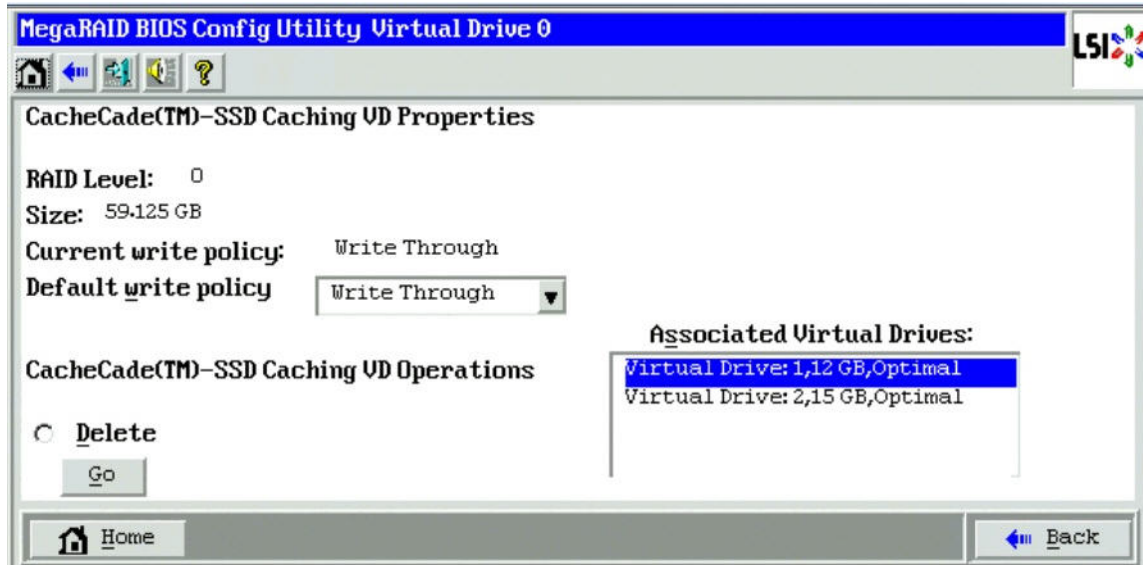 MegaRAID BIOS Config Utility Virtual Drive 0
LSI
?
CacheCade(TM)-SSD Caching VD Properties
RAID Level: 0
Size: 59.125 GB
Current write policy: Write Through
Default write policy Write Through
Associated Virtual Drives:
Virtual Drive: 1,12 GB,Optimal
Virtual Drive: 2,15 GB,Optimal
CacheCade(TM)-SSD Caching VD Operations
Delete
Go
Home
Back